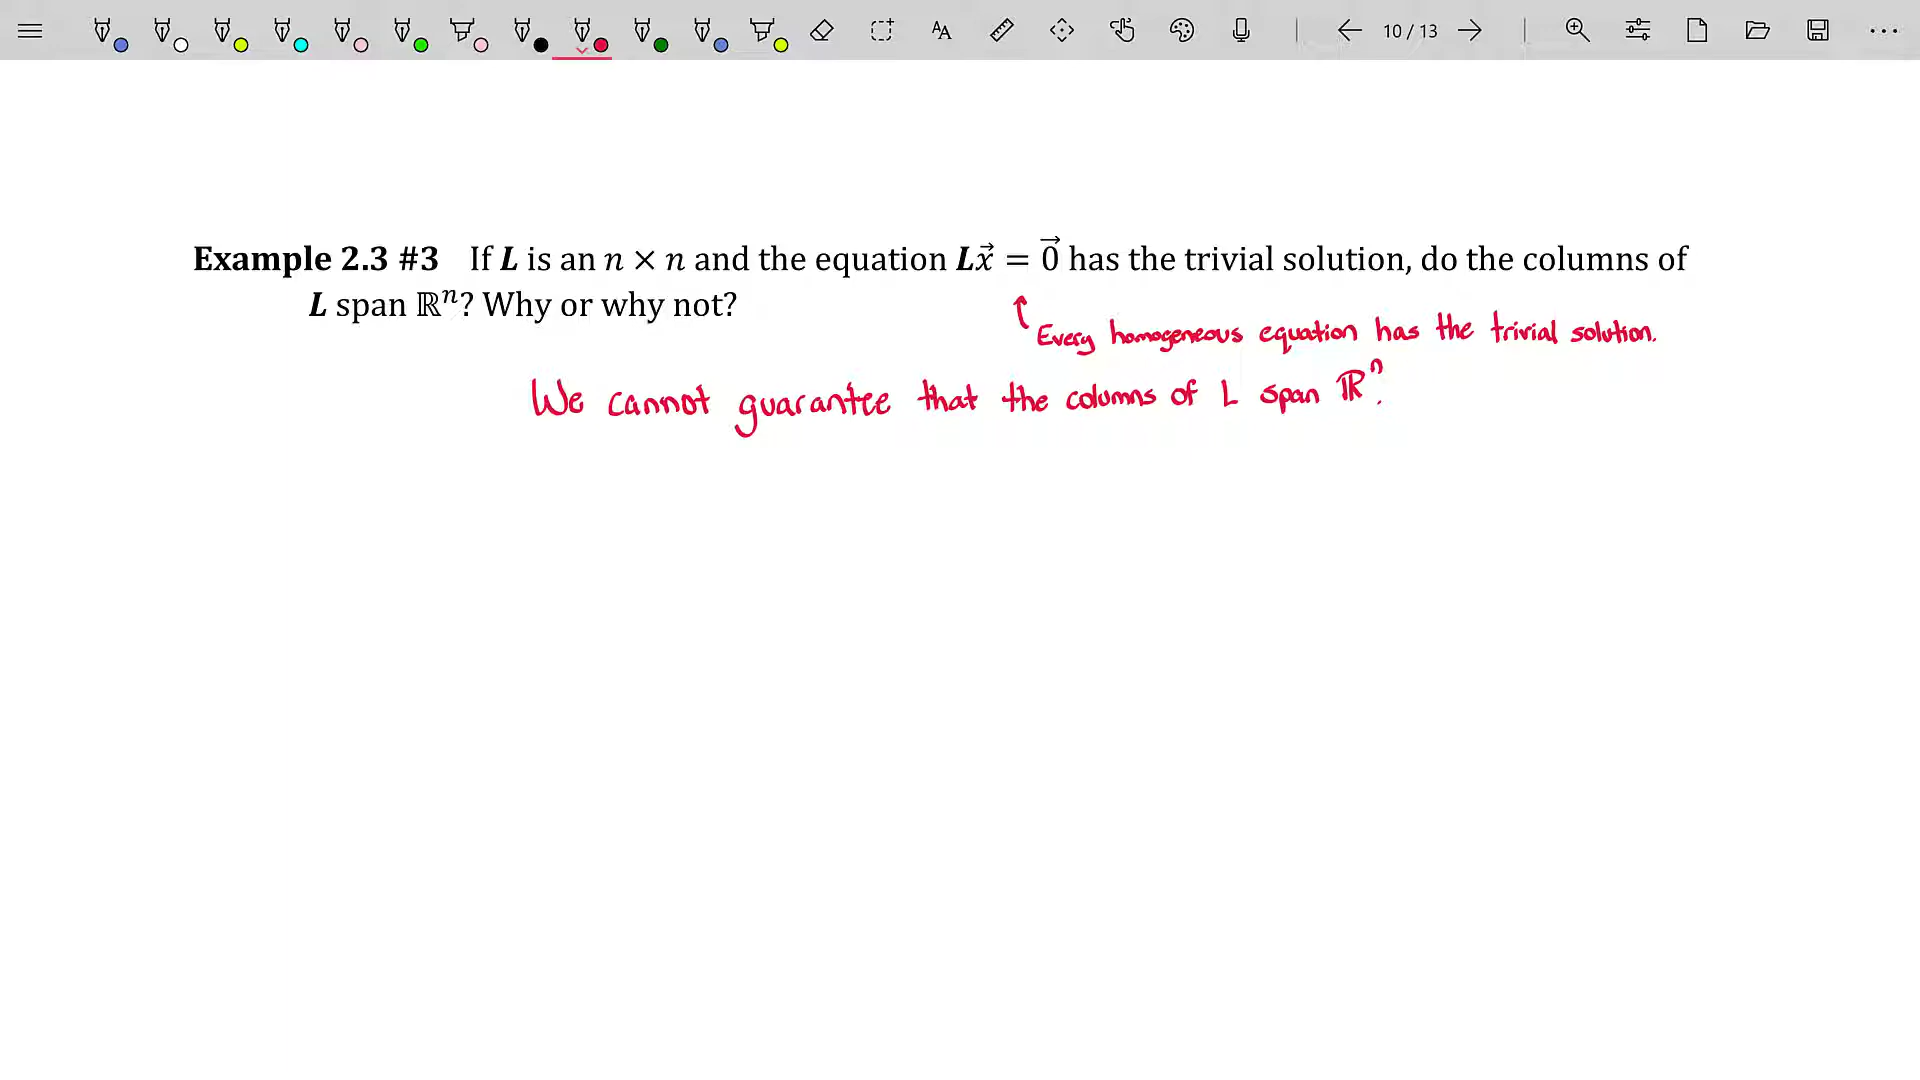 10 / 13
Example 2.3 #3 If L is an n × n and the equation Lx⃗ = 0⃗ has the trivial solution, do the columns of
L span ℝⁿ? Why or why not?
Every homogeneous equation has the trivial solution.
We cannot guarantee that the columns of L span ℝⁿ.